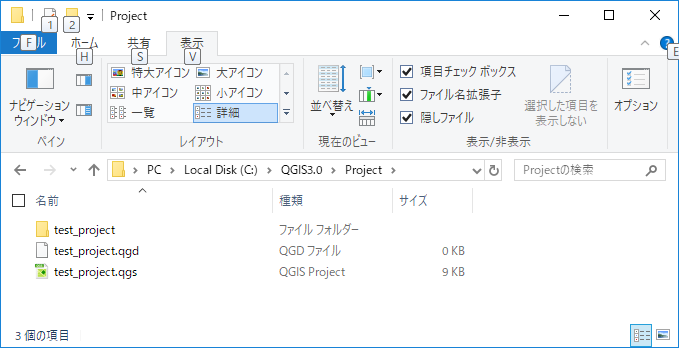 Project
1 2
ファイル ホーム 共有 表示
F H S V E
特大アイコン 大アイコン
中アイコン 小アイコン
一覧 詳細
ナビゲーション
ウィンドウ
並べ替え
項目チェック ボックス
ファイル名拡張子
隠しファイル
選択した項目を
表示しない
オプション
ペイン レイアウト 現在のビュー 表示/非表示
PC Local Disk (C:) QGIS3.0 Project Projectの検索
名前 種類 サイズ
test_project ファイル フォルダー
test_project.qgd QGD ファイル 0 KB
test_project.qgs QGIS Project 9 KB
3 個の項目